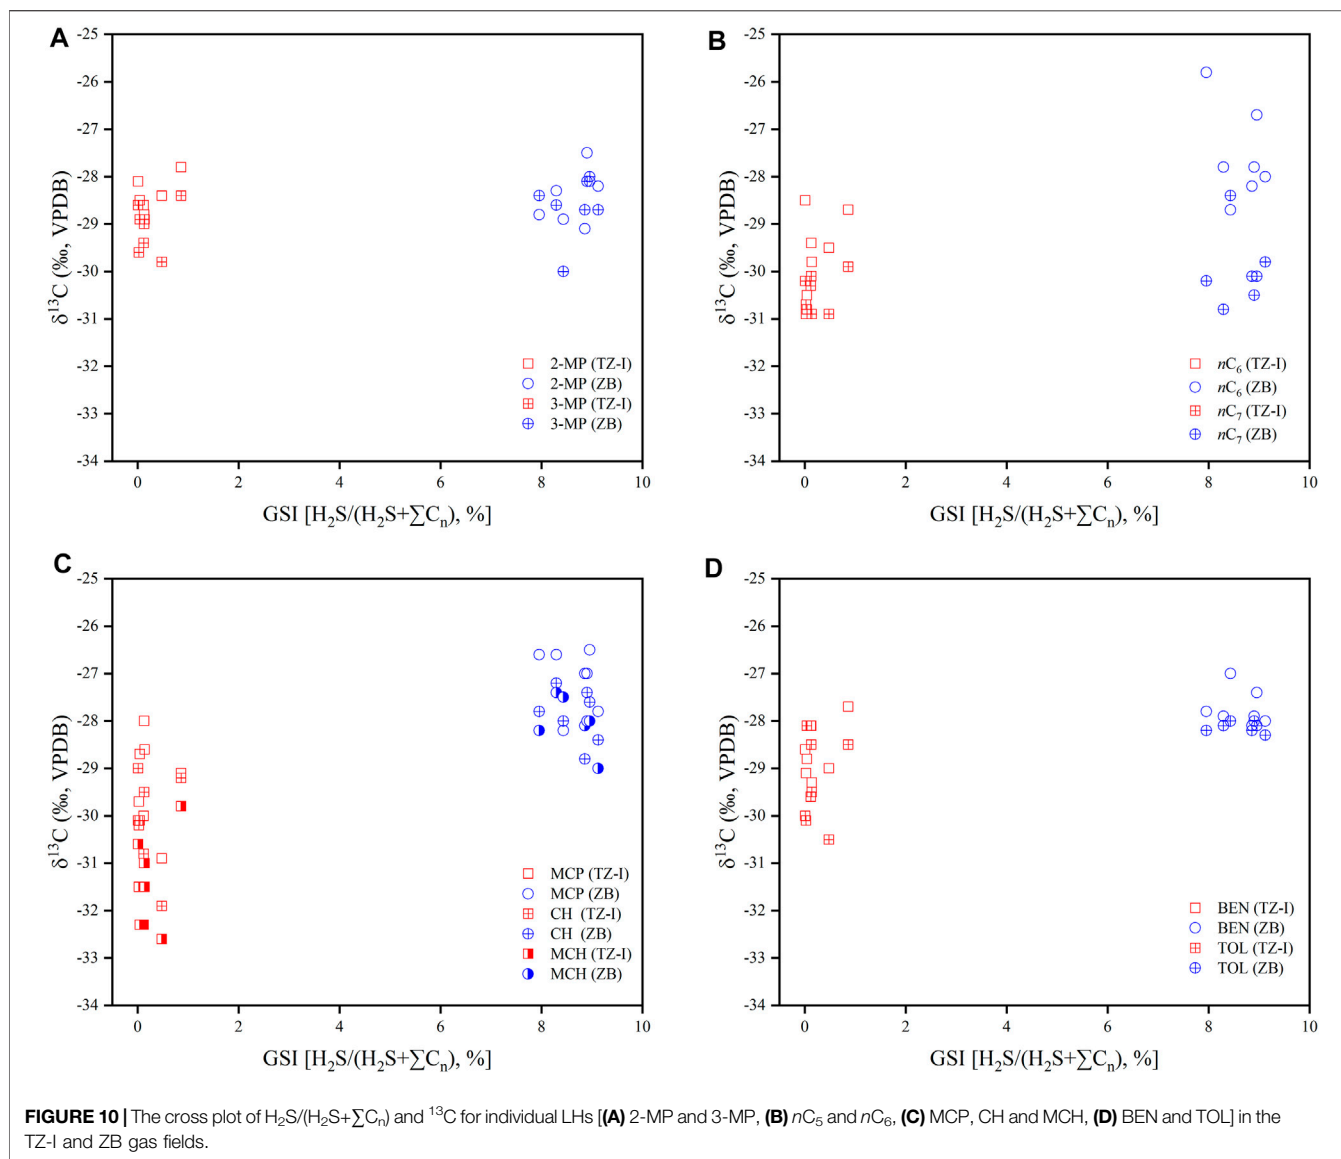 A
-25
-26
-27
-28
-29
-30
-31
-32
-33
-34
δ¹³C (‰, VPDB)
2-MP (TZ-I)
2-MP (ZB)
3-MP (TZ-I)
3-MP (ZB)
0 2 4 6 8 10
GSI [H₂S/(H₂S+∑Cₙ), %]
B
-25
-26
-27
-28
-29
-30
-31
-32
-33
-34
δ¹³C (‰, VPDB)
nC₆ (TZ-I)
nC₆ (ZB)
nC₇ (TZ-I)
nC₇ (ZB)
0 2 4 6 8 10
GSI [H₂S/(H₂S+∑Cₙ), %]
C
-25
-26
-27
-28
-29
-30
-31
-32
-33
-34
δ¹³C (‰, VPDB)
MCP (TZ-I)
MCP (ZB)
CH (TZ-I)
CH (ZB)
MCH (TZ-I)
MCH (ZB)
0 2 4 6 8 10
GSI [H₂S/(H₂S+∑Cₙ), %]
D
-25
-26
-27
-28
-29
-30
-31
-32
-33
-34
δ¹³C (‰, VPDB)
BEN (TZ-I)
BEN (ZB)
TOL (TZ-I)
TOL (ZB)
0 2 4 6 8 10
GSI [H₂S/(H₂S+∑Cₙ), %]
FIGURE 10 | The cross plot of H₂S/(H₂S+∑Cₙ) and ¹³C for individual LHs [(A) 2-MP and 3-MP, (B) nC₅ and nC₆, (C) MCP, CH and MCH, (D) BEN and TOL] in the
TZ-I and ZB gas fields.